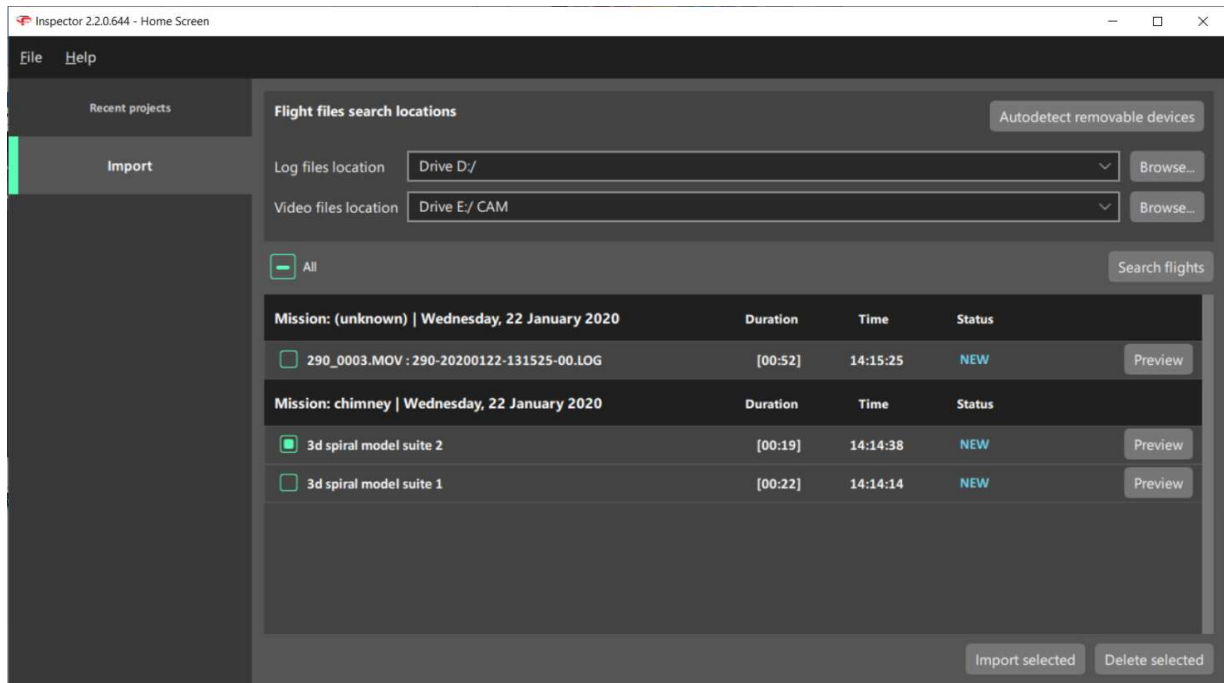 Inspector 2.2.0.644 - Home Screen
File Help
Recent projects
Import
Flight files search locations
Autodetect removable devices
Log files location Drive D:/ Browse...
Video files location Drive E:/ CAM Browse...
All Search flights
Mission: (unknown) | Wednesday, 22 January 2020 Duration Time Status
290_0003.MOV : 290-20200122-131525-00.LOG [00:52] 14:15:25 NEW Preview
Mission: chimney | Wednesday, 22 January 2020 Duration Time Status
3d spiral model suite 2 [00:19] 14:14:38 NEW Preview
3d spiral model suite 1 [00:22] 14:14:14 NEW Preview
Import selected Delete selected